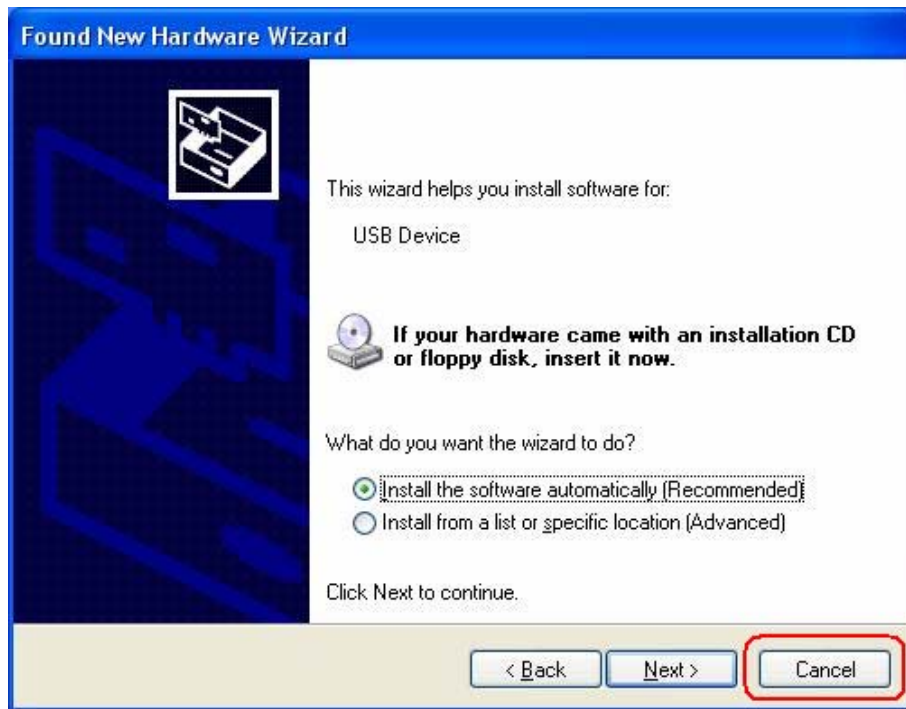 Found New Hardware Wizard
This wizard helps you install software for:
USB Device
If your hardware came with an installation CD
or floppy disk, insert it now.
What do you want the wizard to do?
Install the software automatically (Recommended)
Install from a list or specific location (Advanced)
Click Next to continue.
< Back Next > Cancel